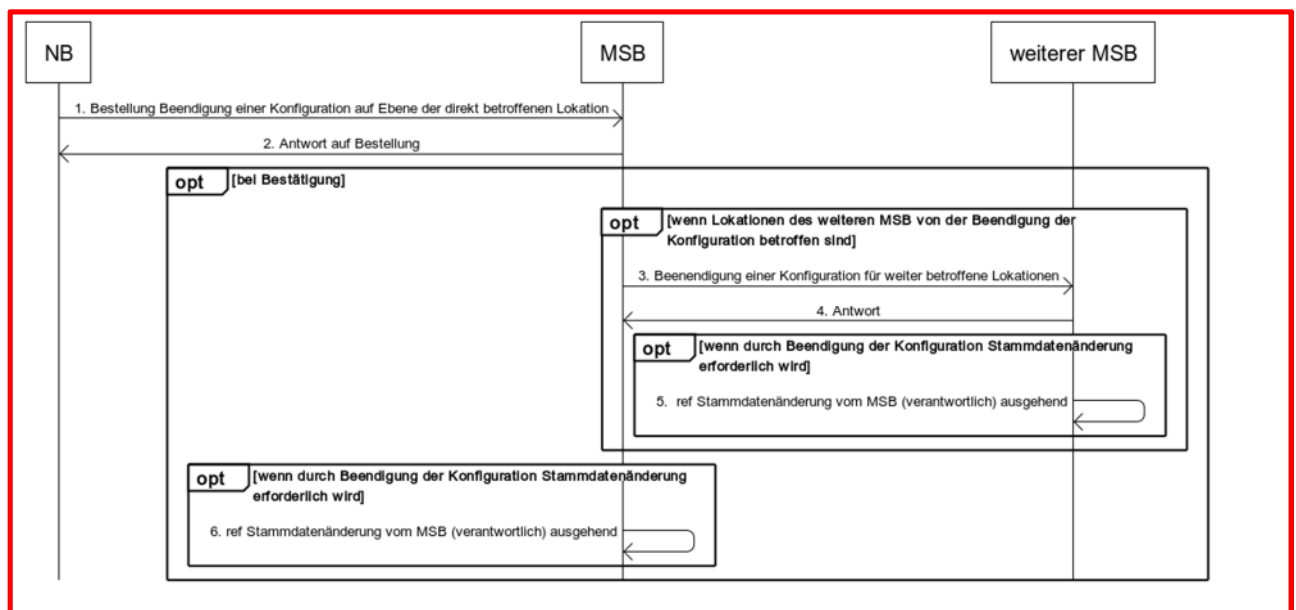 NB
MSB
weiterer MSB
1. Bestellung Beendigung einer Konfiguration auf Ebene der direkt betroffenen Lokation
2. Antwort auf Bestellung
opt [bei Bestätigung]
opt [wenn Lokationen des weiteren MSB von der Beendigung der
Konfiguration betroffen sind]
3. Beenendigung einer Konfiguration für weiter betroffene Lokationen
4. Antwort
opt [wenn durch Beendigung der Konfiguration Stammdatenänderung
erforderlich wird]
5. ref Stammdatenänderung vom MSB (verantwortlich) ausgehend
opt [wenn durch Beendigung der Konfiguration Stammdatenänderung
erforderlich wird]
6. ref Stammdatenänderung vom MSB (verantwortlich) ausgehend